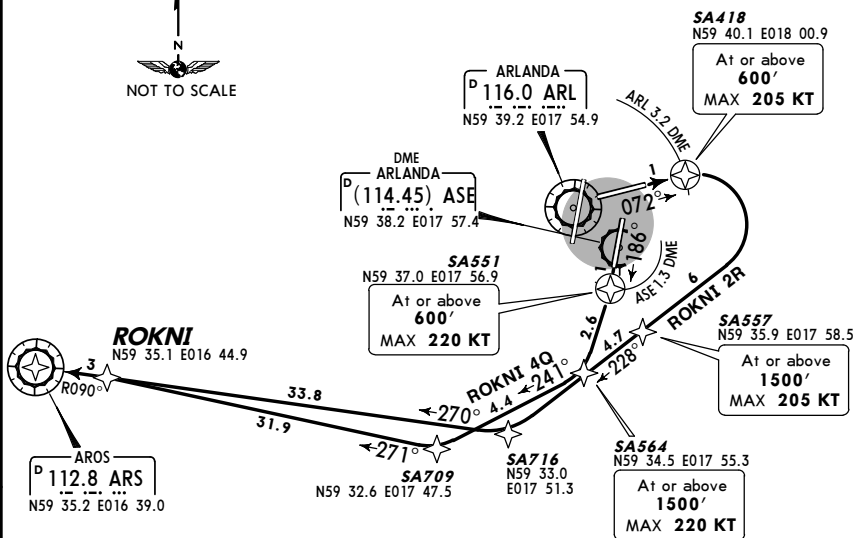 N
NOT TO SCALE
SA418
N59 40.1 E018 00.9
At or above
600'
MAX 205 KT
ARLANDA
D 116.0 ARL
N59 39.2 E017 54.9
ARL 3.2 DME
DME
ARLANDA
D (114.45) ASE
N59 38.2 E017 57.4
1
072°
186°
1
ASE 1.3 DME
SA551
N59 37.0 E017 56.9
At or above
600'
MAX 220 KT
6
ROKNI 2R
2.6
4.7
228°
SA557
N59 35.9 E017 58.5
At or above
1500'
MAX 205 KT
ROKNI
N59 35.1 E016 44.9
3
R090°
ROKNI 4Q
241°
4.4
33.8
270°
31.9
271°
AROS
D 112.8 ARS
N59 35.2 E016 39.0
SA709
N59 32.6 E017 47.5
SA716
N59 33.0
E017 51.3
SA564
N59 34.5 E017 55.3
At or above
1500'
MAX 220 KT